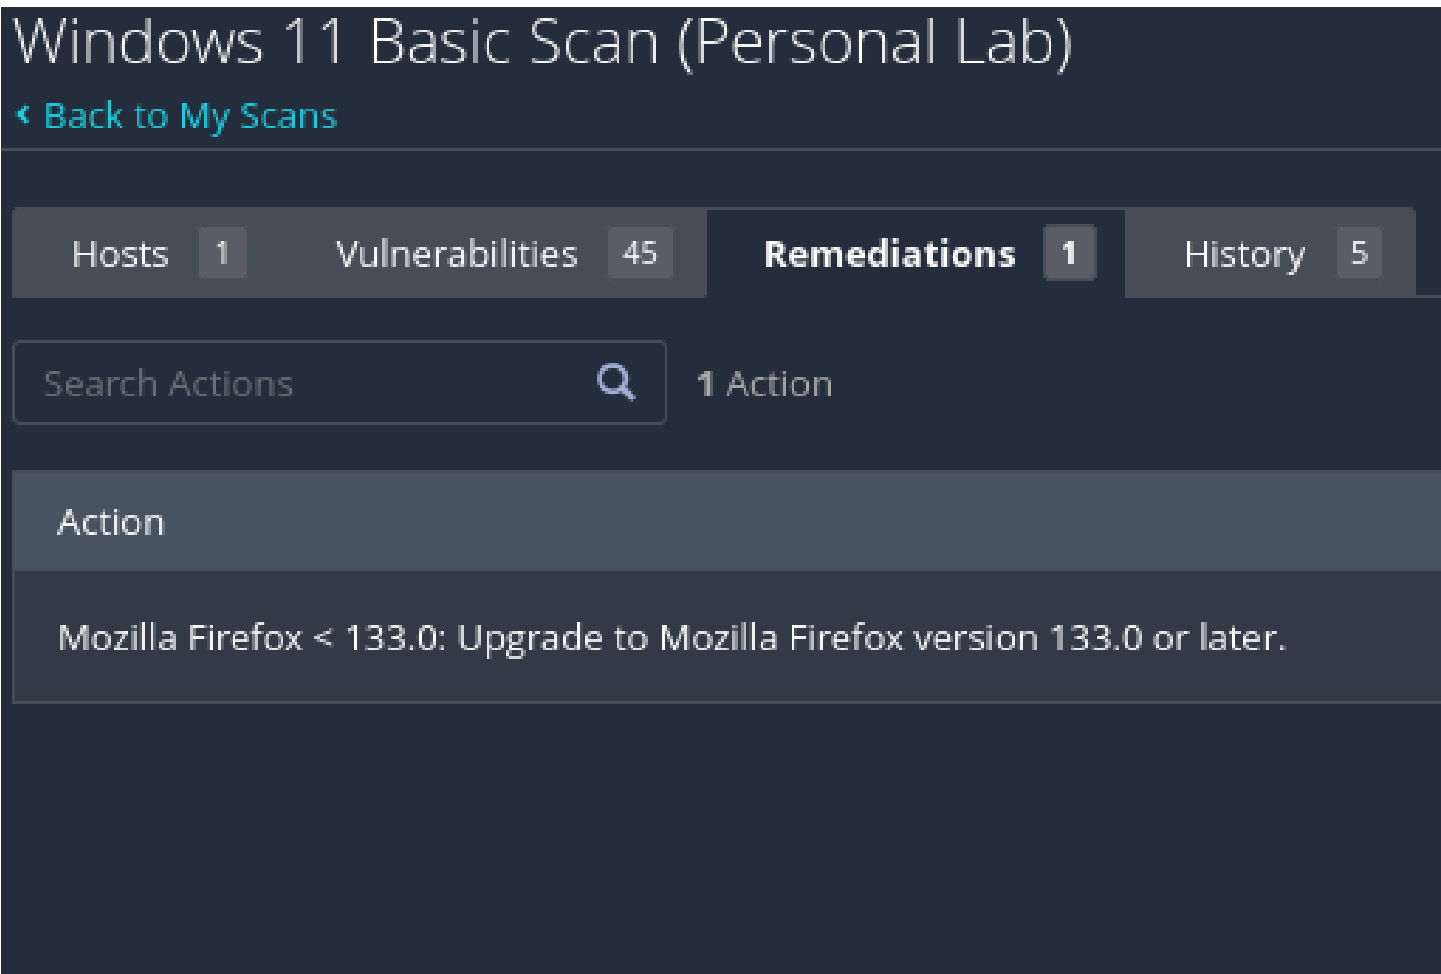 Windows 11 Basic Scan (Personal Lab)
Back to My Scans
Hosts 1 Vulnerabilities 45 Remediations 1 History 5
Search Actions 1 Action
Action
Mozilla Firefox < 133.0: Upgrade to Mozilla Firefox version 133.0 or later.